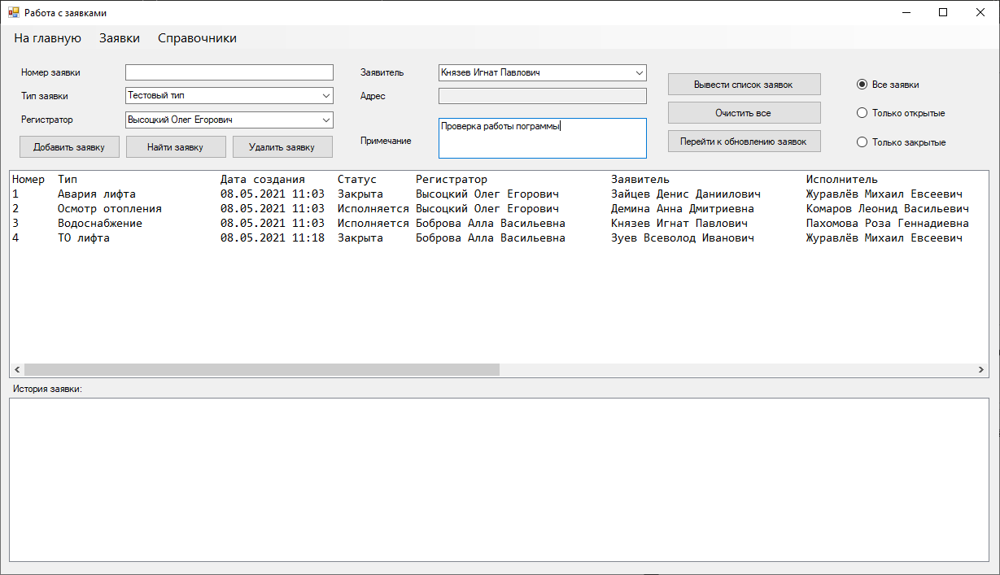 Работа с заявками
На главную Заявки Справочники
Номер заявки
Тип заявки Тестовый тип
Регистратор Высоцкий Олег Егорович
Добавить заявку Найти заявку Удалить заявку
Заявитель Князев Игнат Павлович
Адрес
Примечание Проверка работы пограммы
Вывести список заявок
Очистить все
Перейти к обновлению заявок
Все заявки
Только открытые
Только закрытые
Номер Тип Дата создания Статус Регистратор Заявитель Исполнитель
1 Авария лифта 08.05.2021 11:03 Закрыта Высоцкий Олег Егорович Зайцев Денис Даниилович Журавлёв Михаил Евсеевич
2 Осмотр отопления 08.05.2021 11:03 Исполняется Высоцкий Олег Егорович Демина Анна Дмитриевна Комаров Леонид Васильевич
3 Водоснабжение 08.05.2021 11:03 Исполняется Боброва Алла Васильевна Князев Игнат Павлович Пахомова Роза Геннадиевна
4 ТО лифта 08.05.2021 11:18 Закрыта Боброва Алла Васильевна Зуев Всеволод Иванович Журавлёв Михаил Евсеевич
История заявки: